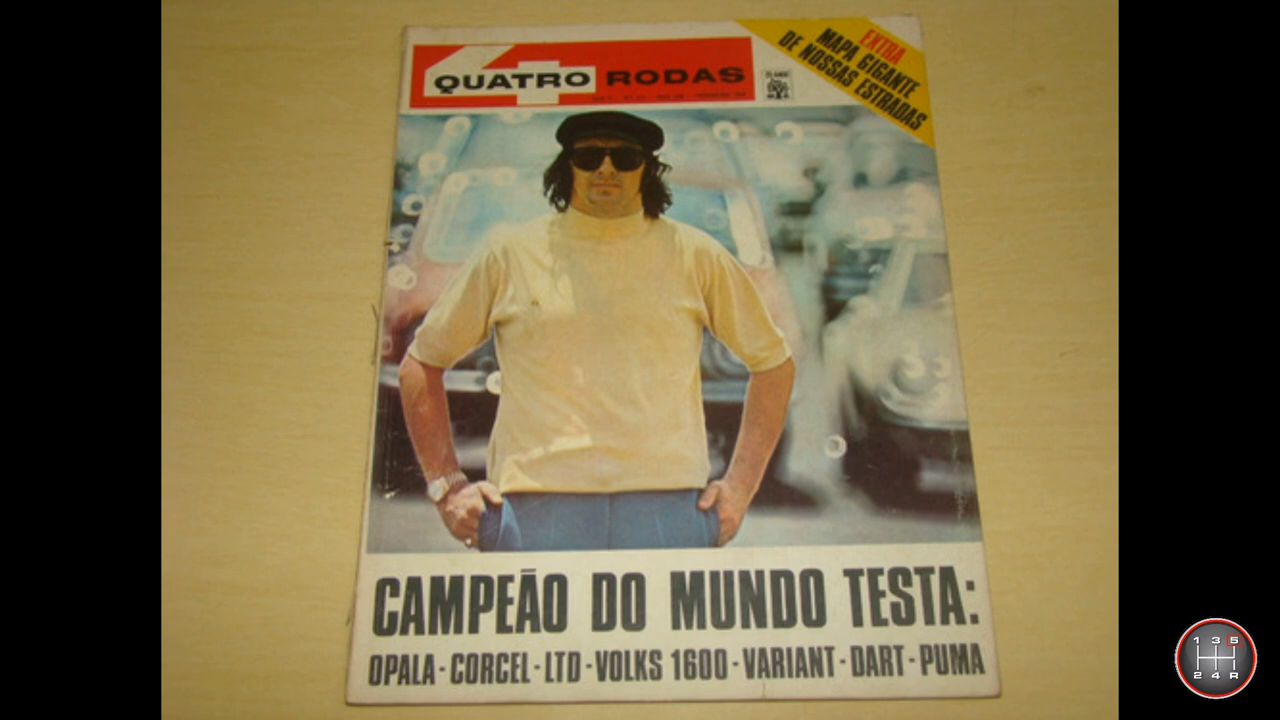 QUATRO RODAS
EXTRA
MAPA GIGANTE
DE NOSSAS ESTRADAS
CAMPEÃO DO MUNDO TESTA:
OPALA-CORCEL-LTD-VOLKS 1600-VARIANT-DART-PUMA
1 3 5
2 4 R